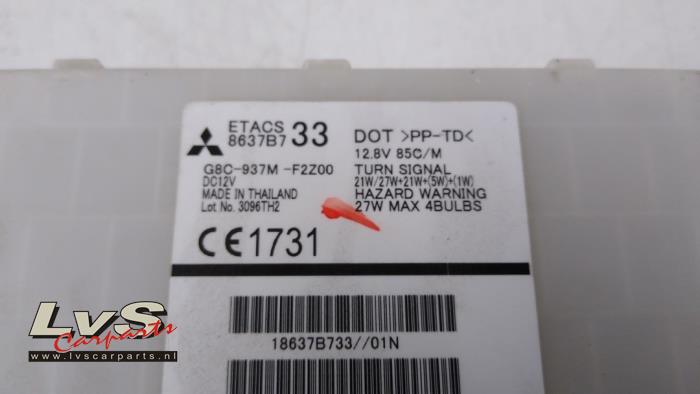 ETACS
8637B7 33
G8C-937M -F2Z00
DC12V
MADE IN THAILAND
Lot No. 3096TH2
DOT >PP-TD<
12.8V 85C/M
TURN SIGNAL
21W/27W+21W+(5W)+(1W)
HAZARD WARNING
27W MAX 4BULBS
CE1731
18637B733//01N
LvS
Carparts
www.lvscarparts.nl